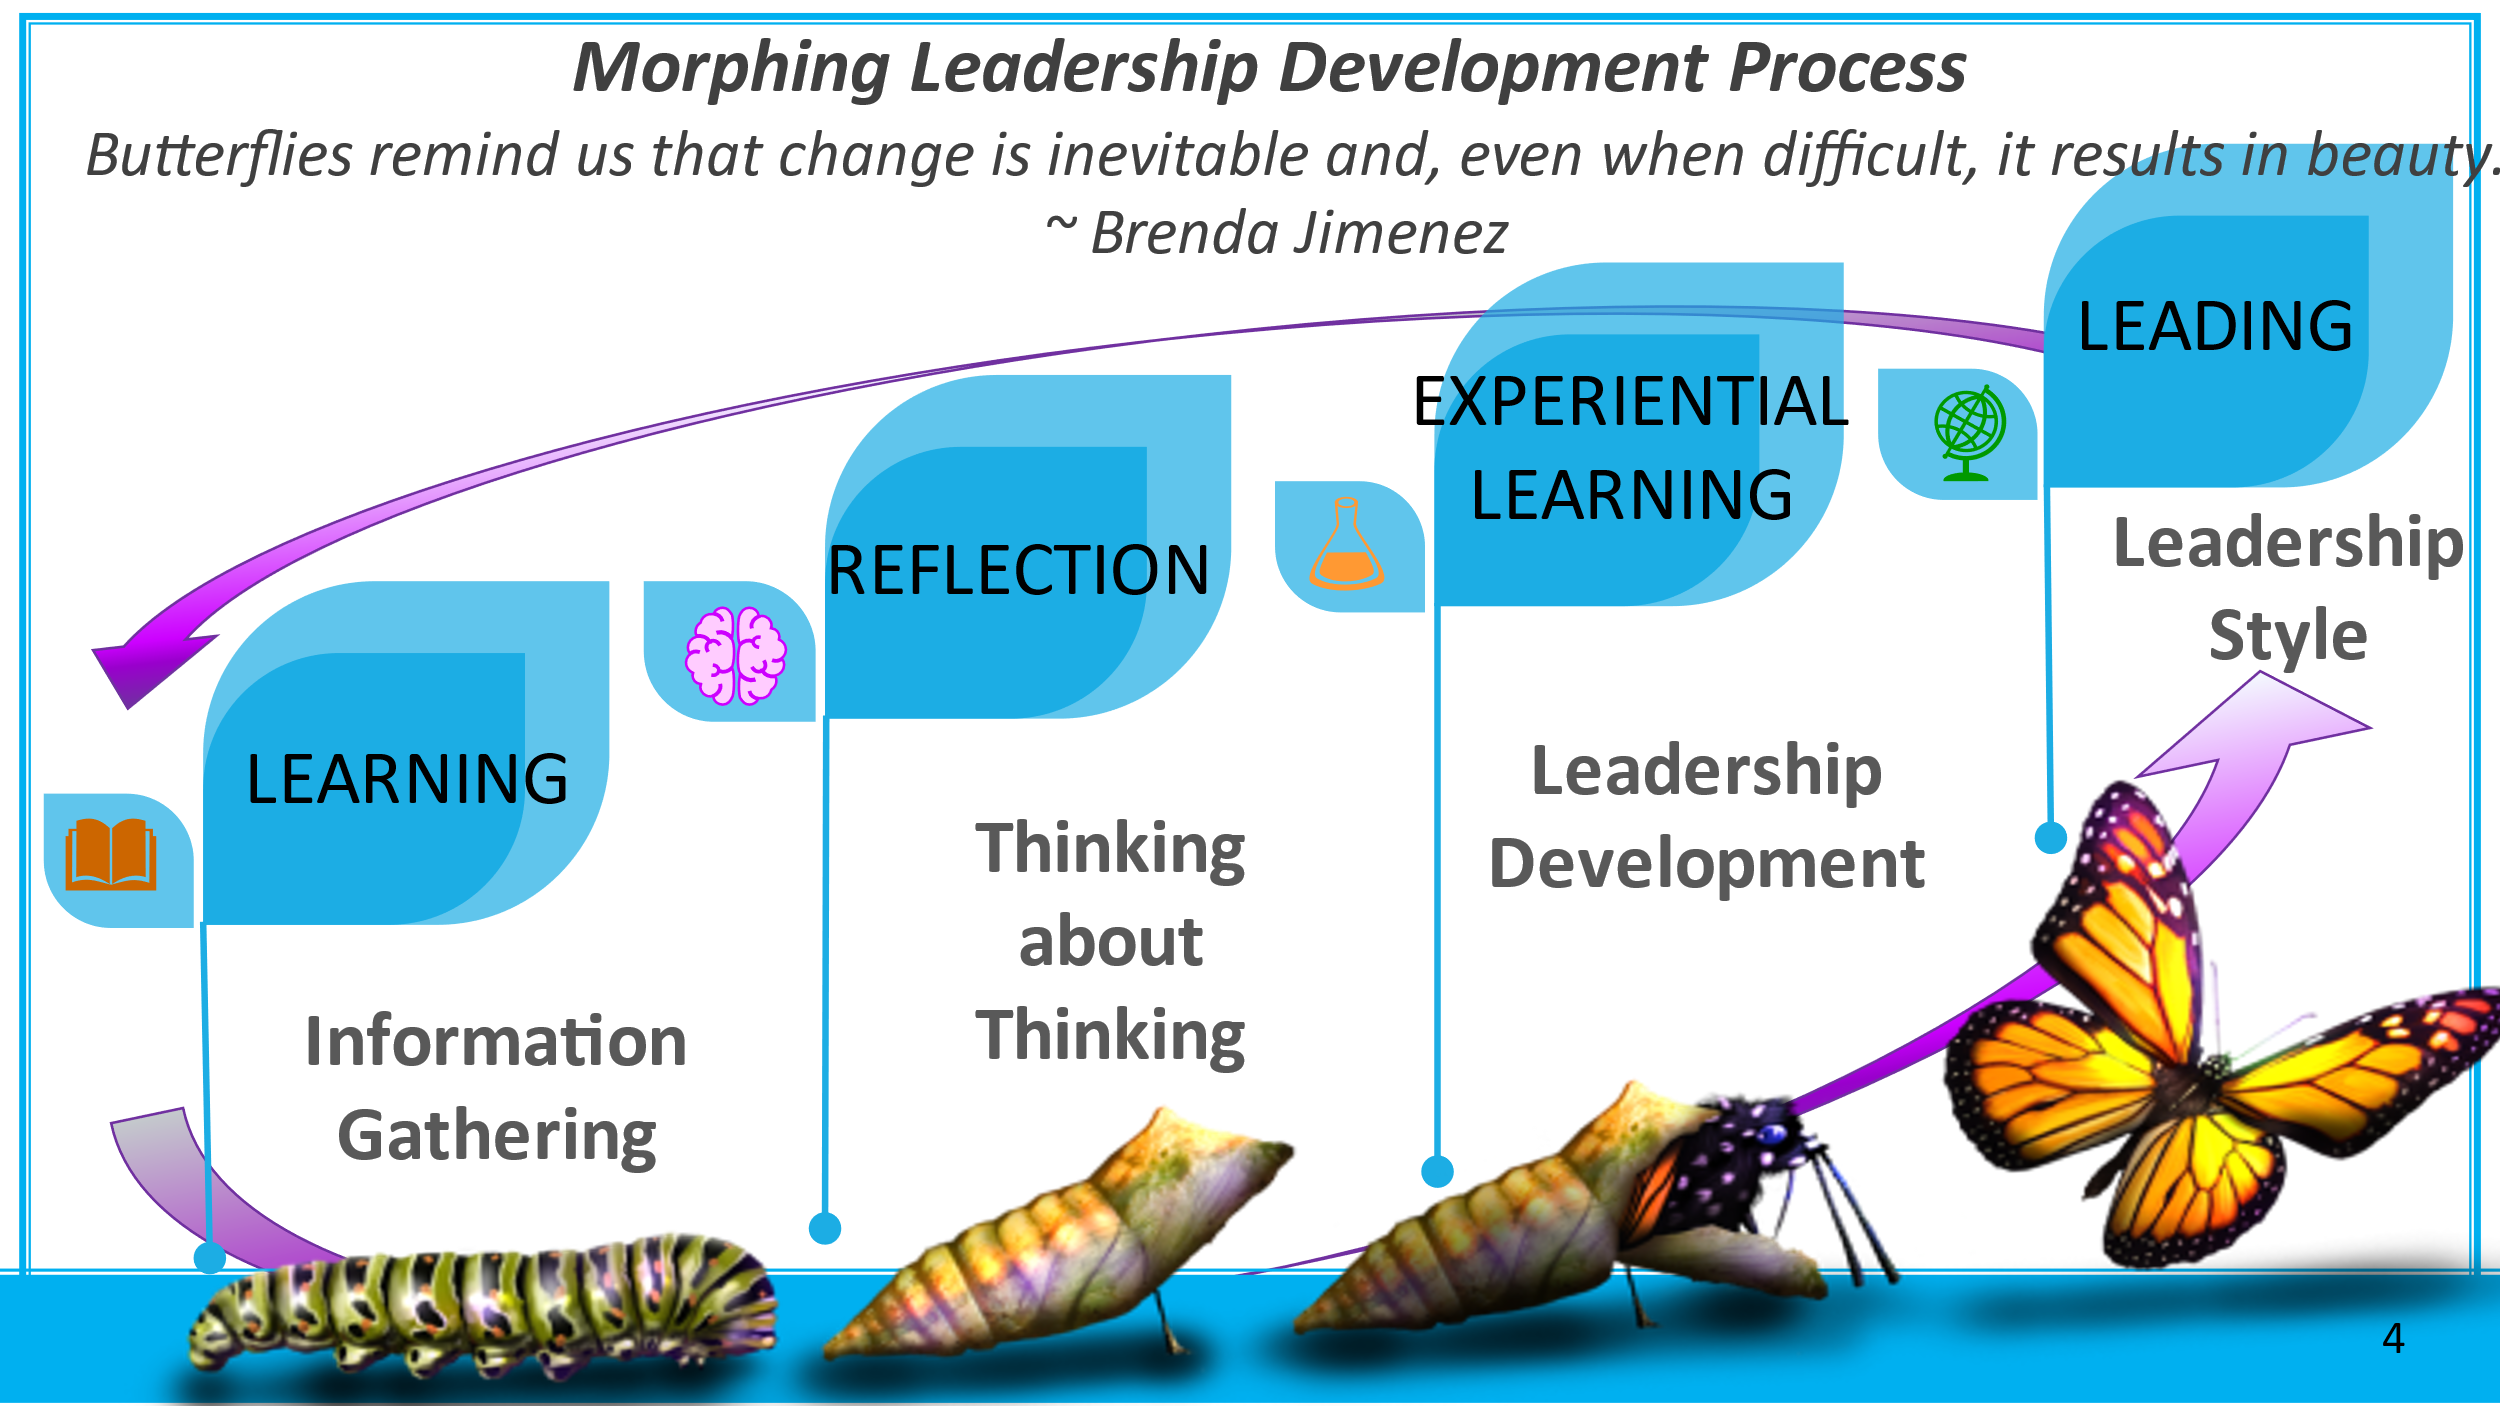 Morphing Leadership Development Process
Butterflies remind us that change is inevitable and, even when difficult, it results in beauty.
~ Brenda Jimenez
LEARNING
Information
Gathering
REFLECTION
Thinking
about
Thinking
EXPERIENTIAL
LEARNING
Leadership
Development
LEADING
Leadership
Style
4